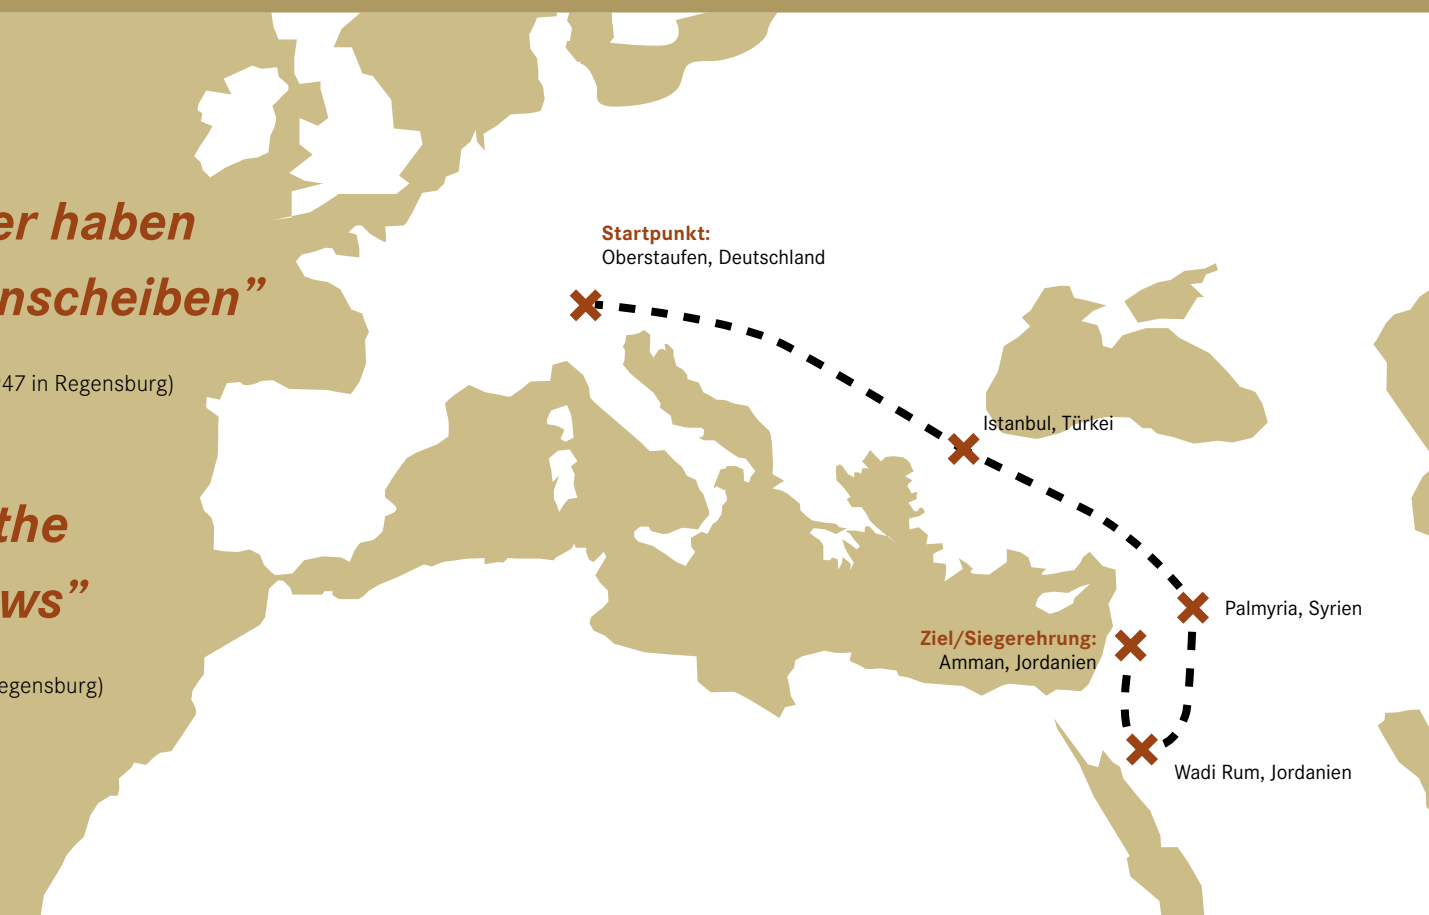 er haben
nscheiben”
47 in Regensburg)
the
ws”
egensburg)
Startpunkt:
Oberstaufen, Deutschland
Istanbul, Türkei
Palmyria, Syrien
Ziel/Siegerehrung:
Amman, Jordanien
Wadi Rum, Jordanien